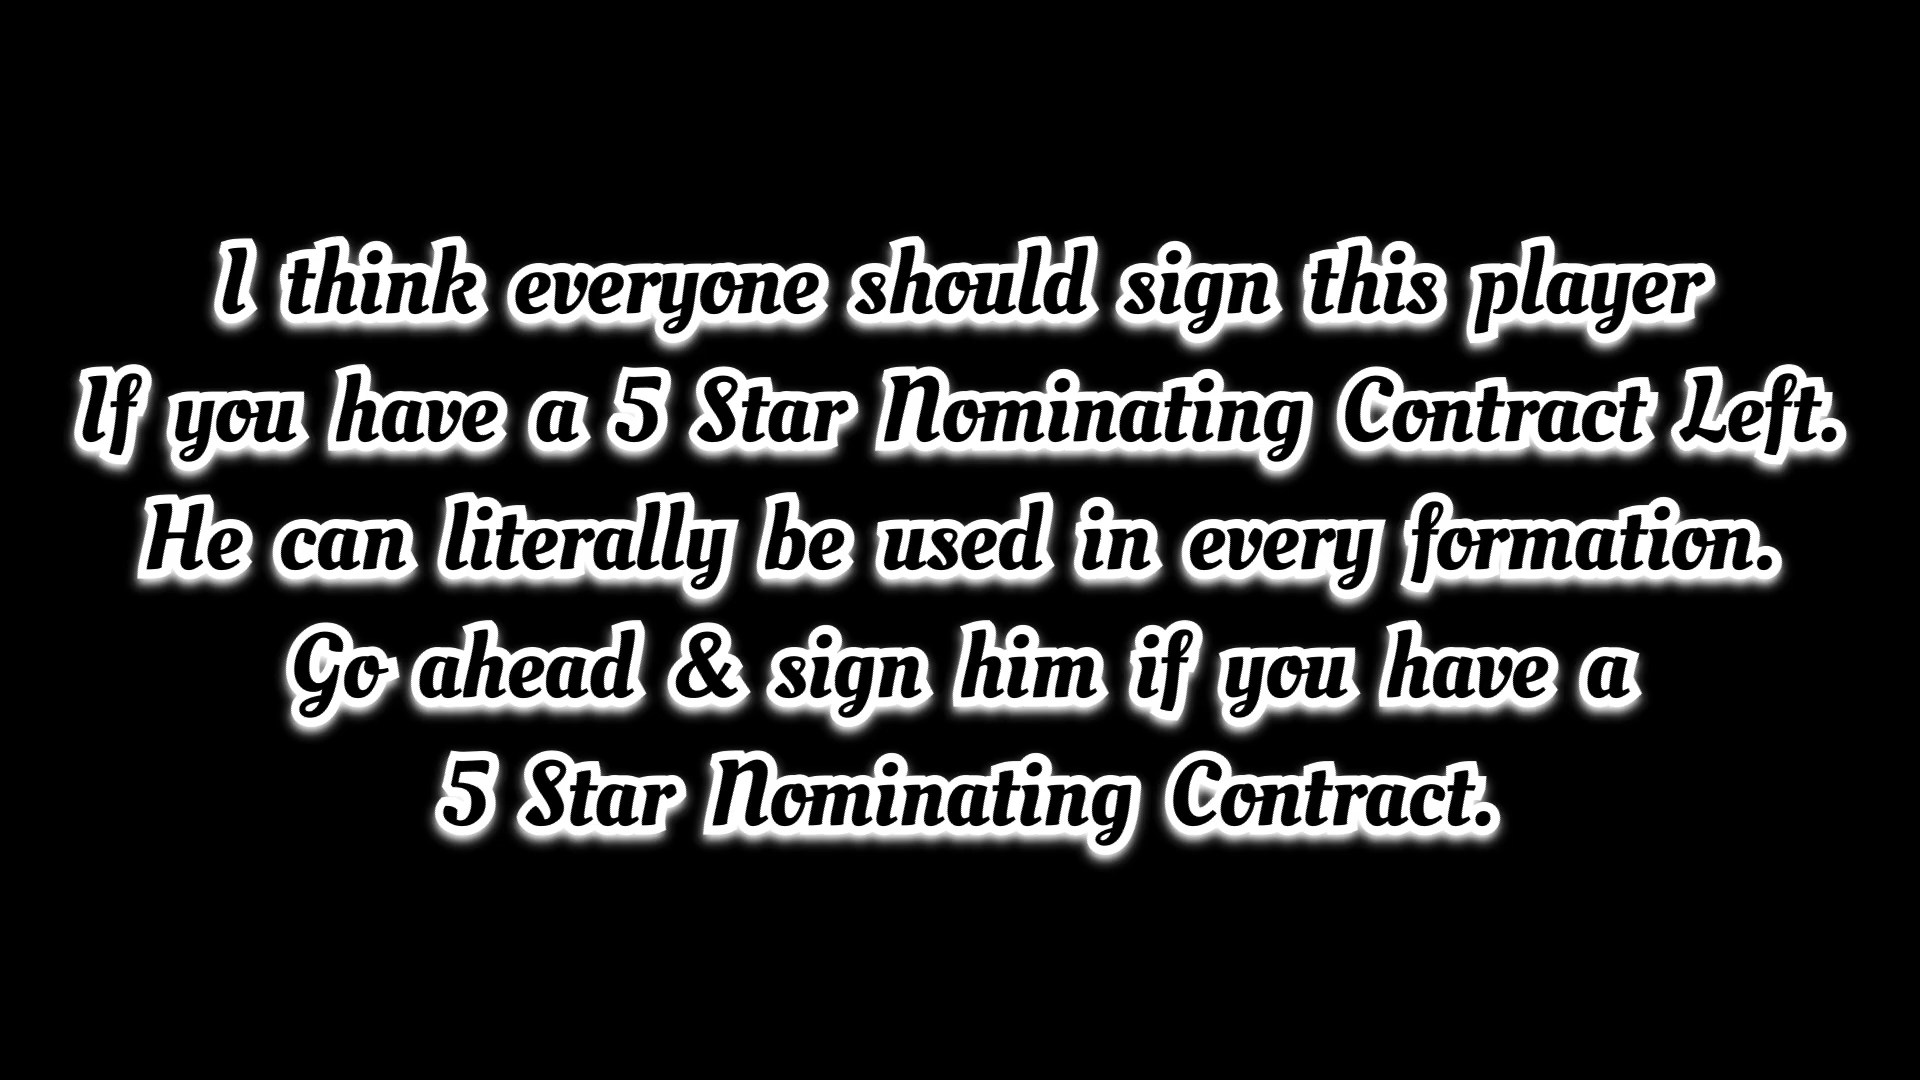 I think everyone should sign this player
If you have a 5 Star Nominating Contract Left.
He can literally be used in every formation.
Go ahead & sign him if you have a
5 Star Nominating Contract.